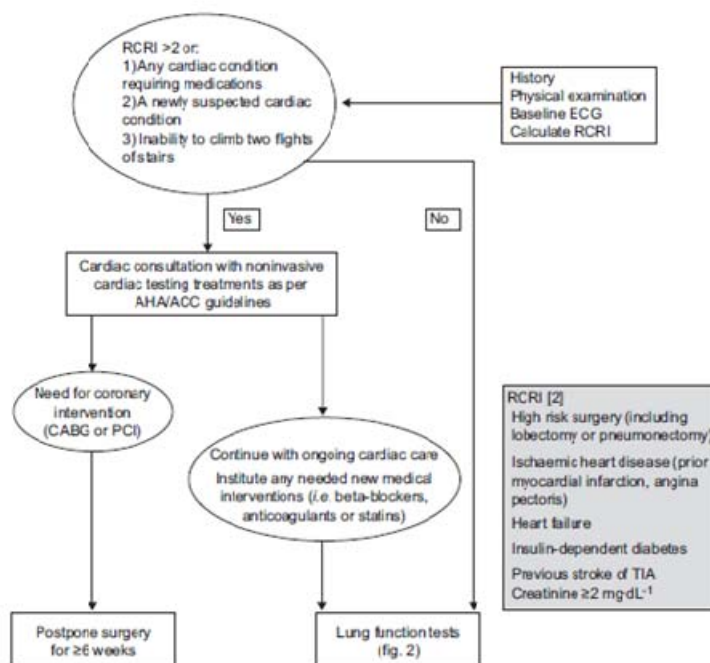 RCRI >2 or:
1)Any cardiac condition
requiring medications
2)A newly suspected cardiac
condition
3)Inability to climb two flights
of stairs
History
Physical examination
Baseline ECG
Calculate RCRI
Yes
No
Cardiac consultation with noninvasive
cardiac testing treatments as per
AHA/ACC guidelines
Need for coronary
intervention
(CABG or PCI)
Continue with ongoing cardiac care
Institute any needed new medical
interventions (i.e. beta-blockers,
anticoagulants or statins)
RCRI [2]
High risk surgery (including
lobectomy or pneumonectomy)
Ischaemic heart disease (prior
myocardial infarction, angina
pectoris)
Heart failure
Insulin-dependent diabetes
Previous stroke of TIA
Creatinine ≥2 mg·dL⁻¹
Postpone surgery
for ≥6 weeks
Lung function tests
(fig. 2)